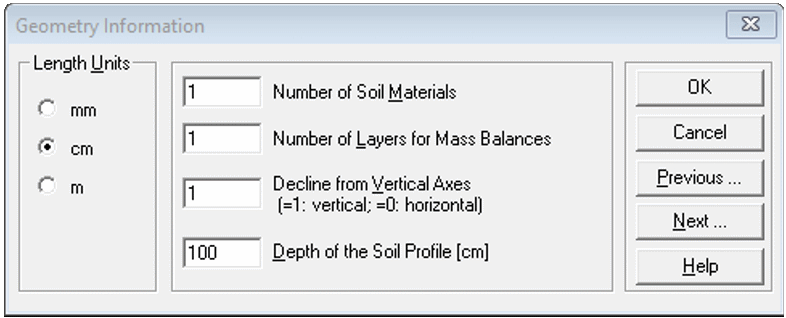 Geometry Information
Length Units
mm
cm
m
1 Number of Soil Materials
1 Number of Layers for Mass Balances
1 Decline from Vertical Axes
(=1: vertical; =0: horizontal)
100 Depth of the Soil Profile [cm]
OK
Cancel
Previous ...
Next ...
Help